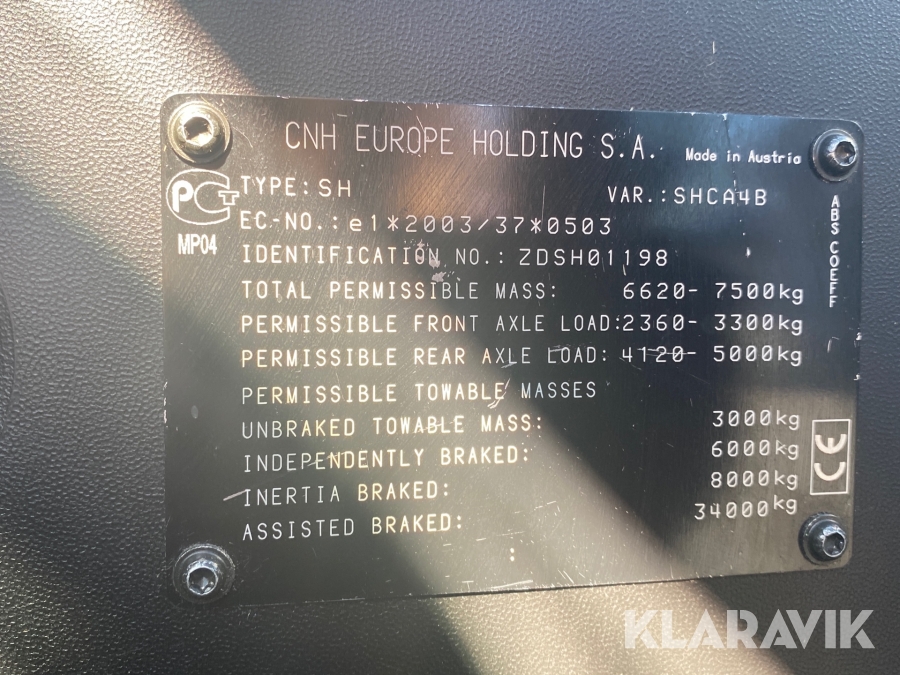 CNH EUROPE HOLDING S.A. Made in Austria
PCT TYPE: SH VAR.: SHCA4B
MP04 EC-NO.: e1*2003/37*0503
IDENTIFICATION NO.: ZDSH01198
TOTAL PERMISSIBLE MASS: 6620- 7500kg
PERMISSIBLE FRONT AXLE LOAD:2360- 3300kg
PERMISSIBLE REAR AXLE LOAD: 4120- 5000kg
PERMISSIBLE TOWABLE MASSES
UNBRAKED TOWABLE MASS: 3000kg
INDEPENDENTLY BRAKED: 6000kg
INERTIA BRAKED: 8000kg
ASSISTED BRAKED: 34000kg
:
ABS COEFF
CE
KLARAVIK